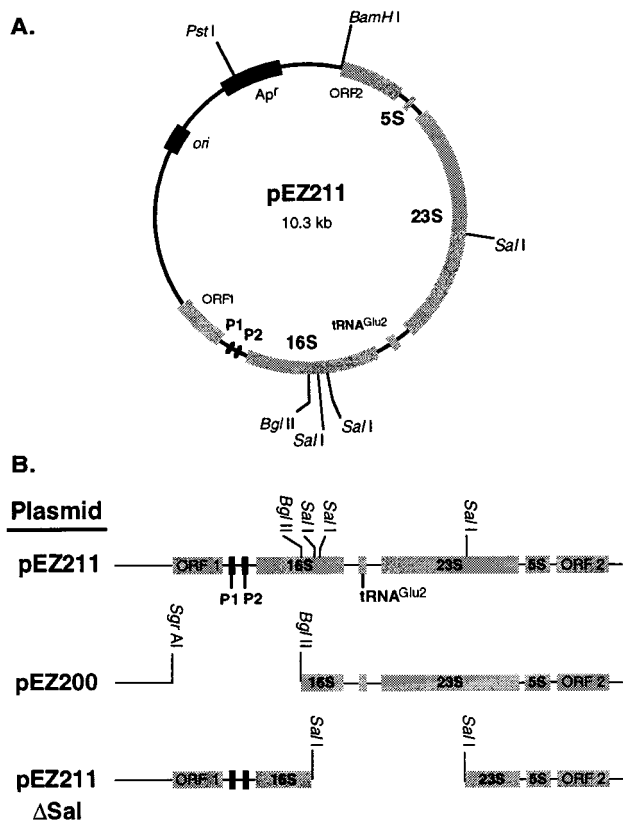 A.
Pst I
BamH I
Apr
ORF2
5S
ori
pEZ211
10.3 kb
23S
Sal I
ORF1
P1
P2
16S
tRNAGlu2
Bgl II
Sal I
Sal I
B.
Plasmid
Bgl II
Sal I
Sal I
Sal I
pEZ211
ORF 1
16S
23S
5S
ORF 2
P1 P2
tRNAGlu2
Sgr AI
Bgl II
pEZ200
16S
23S
5S
ORF 2
Sal I
Sal I
pEZ211
ORF 1
16S
23S
5S
ORF 2
ΔSal